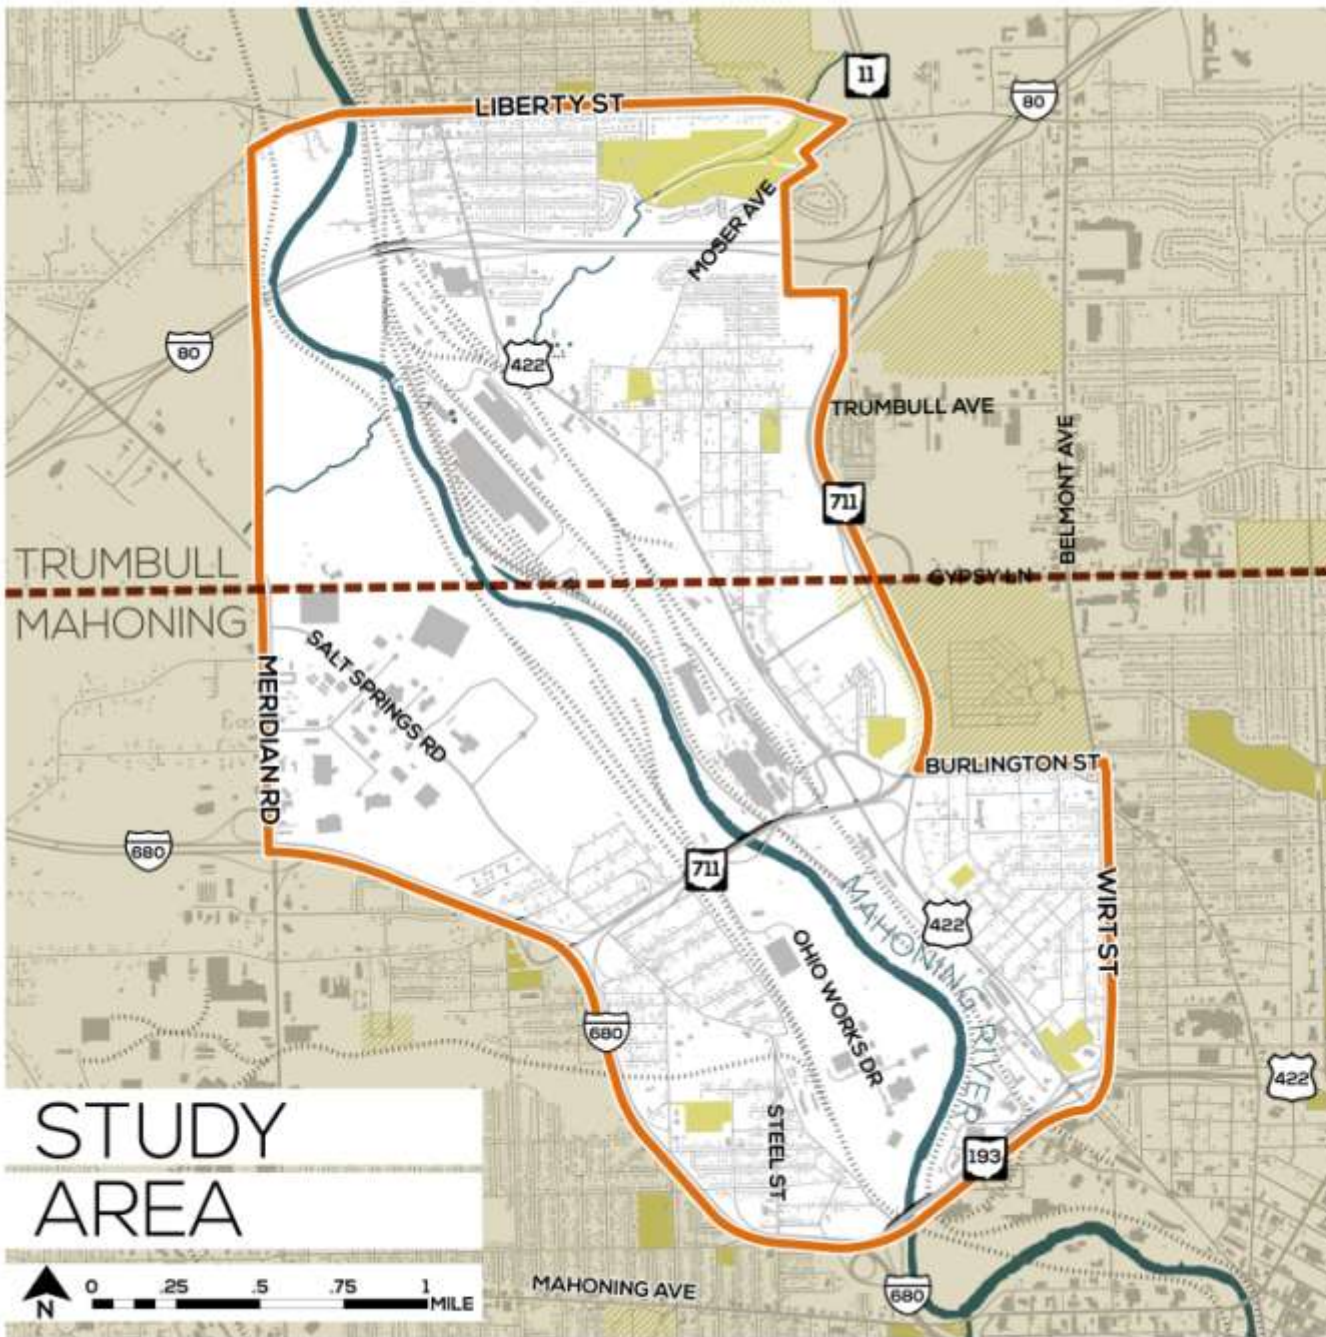 LIBERTY ST
11
80
MOSER AVE
80
422
TRUMBULL AVE
BELMONT AVE
711
TRUMBULL
GYPSY LN
MAHONING
SALT SPRINGS RD
MERIDIAN RD
BURLINGTON ST
680
711
MAHONING RIVER
422
WIRT ST
OHIO WORKS DR
680
422
STUDY
AREA
STEEL ST
193
0 .25 .5 .75 1 MILE
N
MAHONING AVE
680